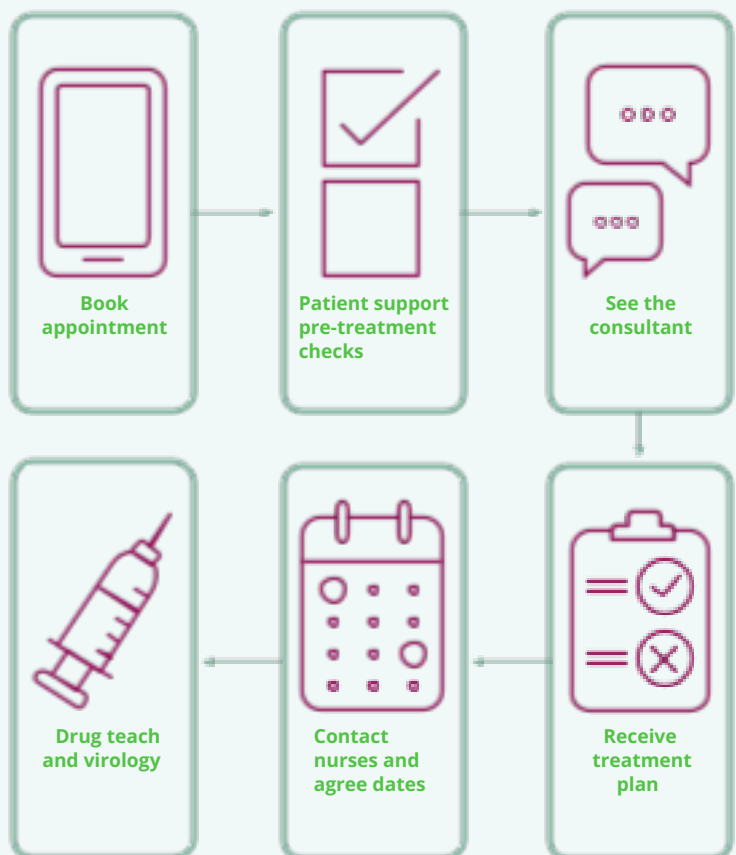 Book
appointment
Patient support
pre-treatment
checks
See the
consultant
Receive
treatment
plan
Contact
nurses and
agree dates
Drug teach
and virology